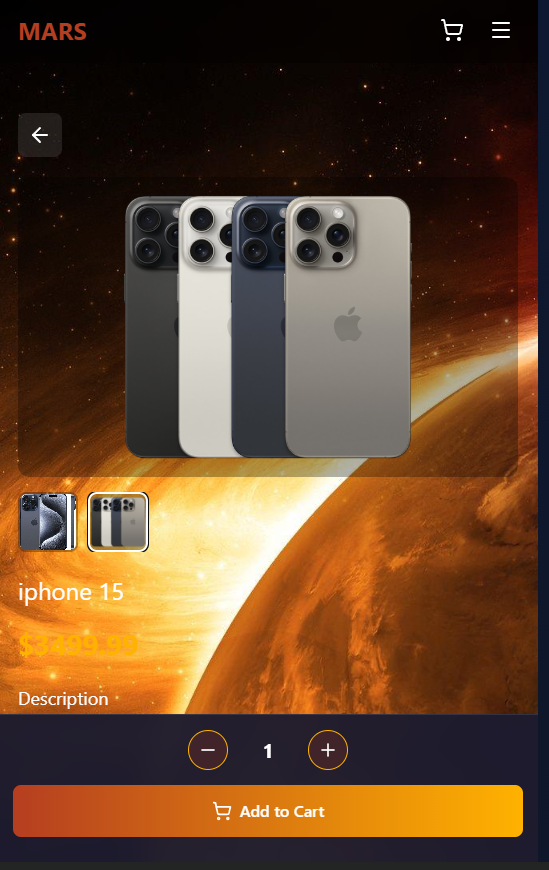 MARS
iphone 15
$3499.99
Description
1
Add to Cart